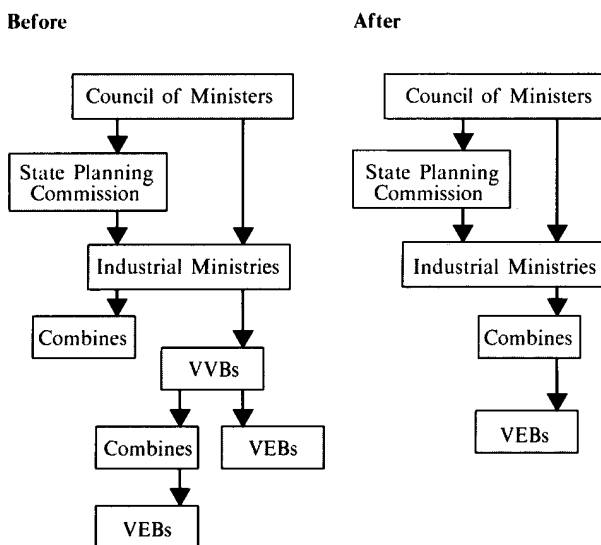 Before
Council of Ministers
State Planning
Commission
Industrial Ministries
Combines
VVBs
Combines
VEBs
VEBs
After
Council of Ministers
State Planning
Commission
Industrial Ministries
Combines
VEBs